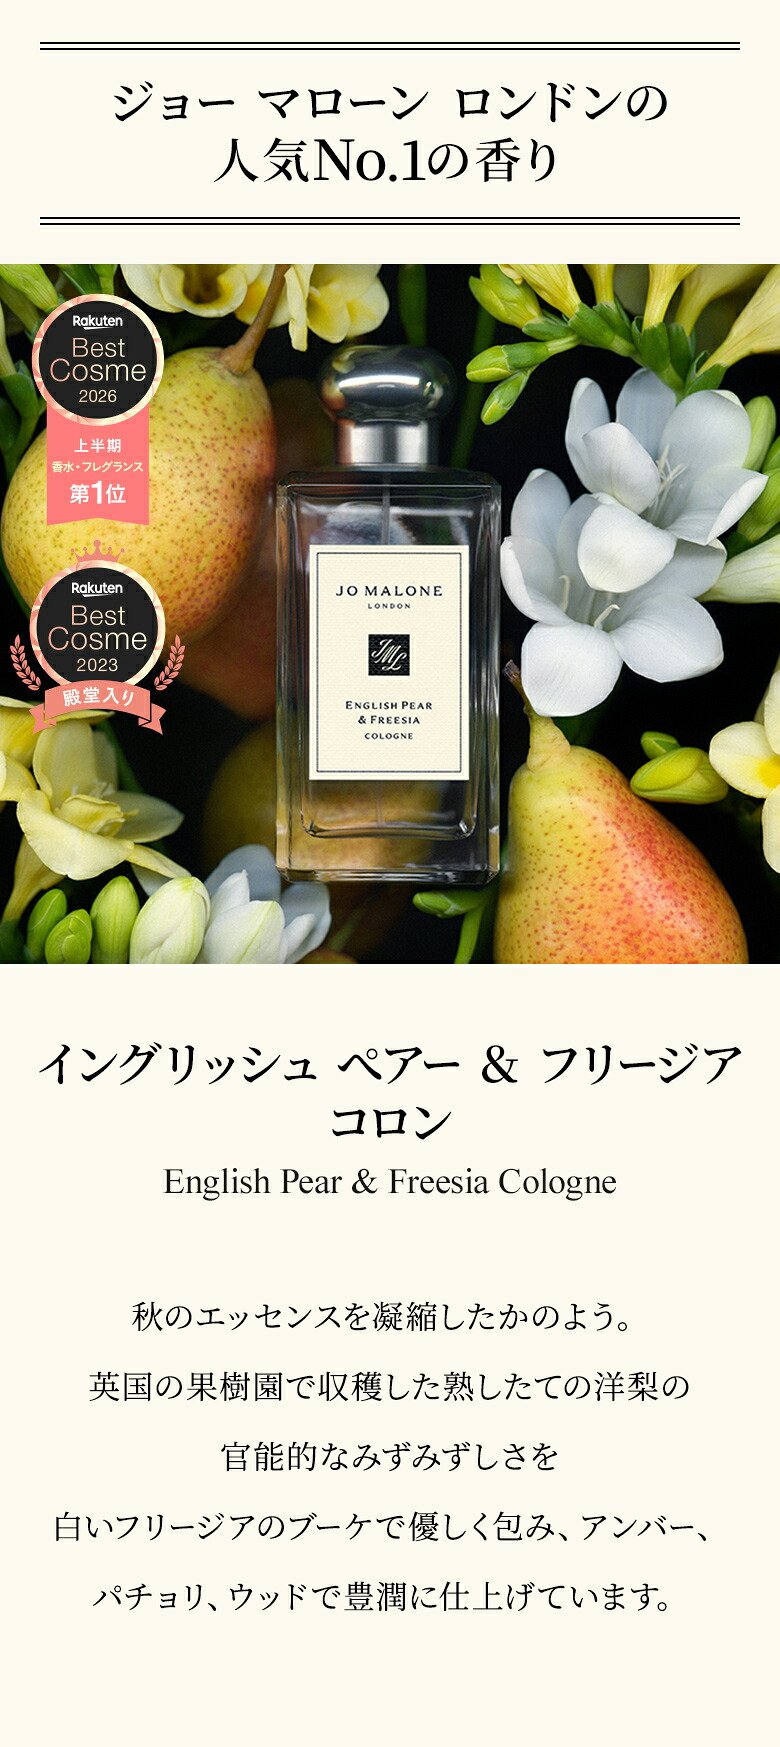 ジョー マローン ロンドンの
人気No.1の香り
Rakuten
Best
Cosme
2026
上半期
香水・フレグランス
第1位
Rakuten
Best
Cosme
2023
殿堂入り
JO MALONE
LONDON
JML
ENGLISH PEAR
& FREESIA
COLOGNE
イングリッシュ ペアー & フリージア
コロン
English Pear & Freesia Cologne
秋のエッセンスを凝縮したかのよう。
英国の果樹園で収穫した熟したての洋梨の
官能的なみずみずしさを
白いフリージアのブーケで優しく包み、アンバー、
パチョリ、ウッドで豊潤に仕上げています。